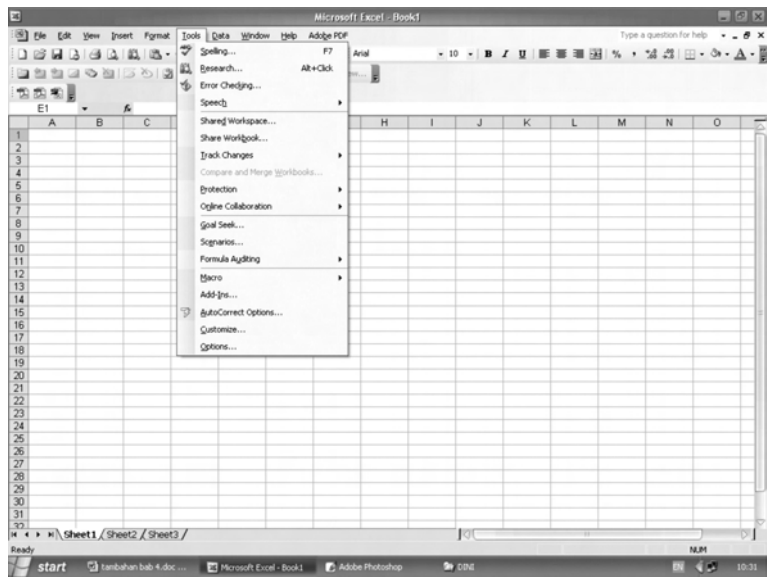 Microsoft Excel - Book1
File Edit View Insert Format Tools Data Window Help Adobe PDF Type a question for help
Arial 10 B I U % ,
E1 fx
Spelling... F7
Research... Alt+Click
Error Checking...
Speech
Shared Workspace...
Share Workbook...
Track Changes
Compare and Merge Workbooks...
Protection
Online Collaboration
Goal Seek...
Scenarios...
Formula Auditing
Macro
Add-Ins...
AutoCorrect Options...
Customize...
Options...
A B C H I J K L M N O
1
2
3
4
5
6
7
8
9
10
11
12
13
14
15
16
17
18
19
20
21
22
23
24
25
26
27
28
29
30
31
32
Sheet1 Sheet2 Sheet3
Ready NUM
start tambahan bab 4.doc ... Microsoft Excel - Book1 Adobe Photoshop DINI EN 10:31